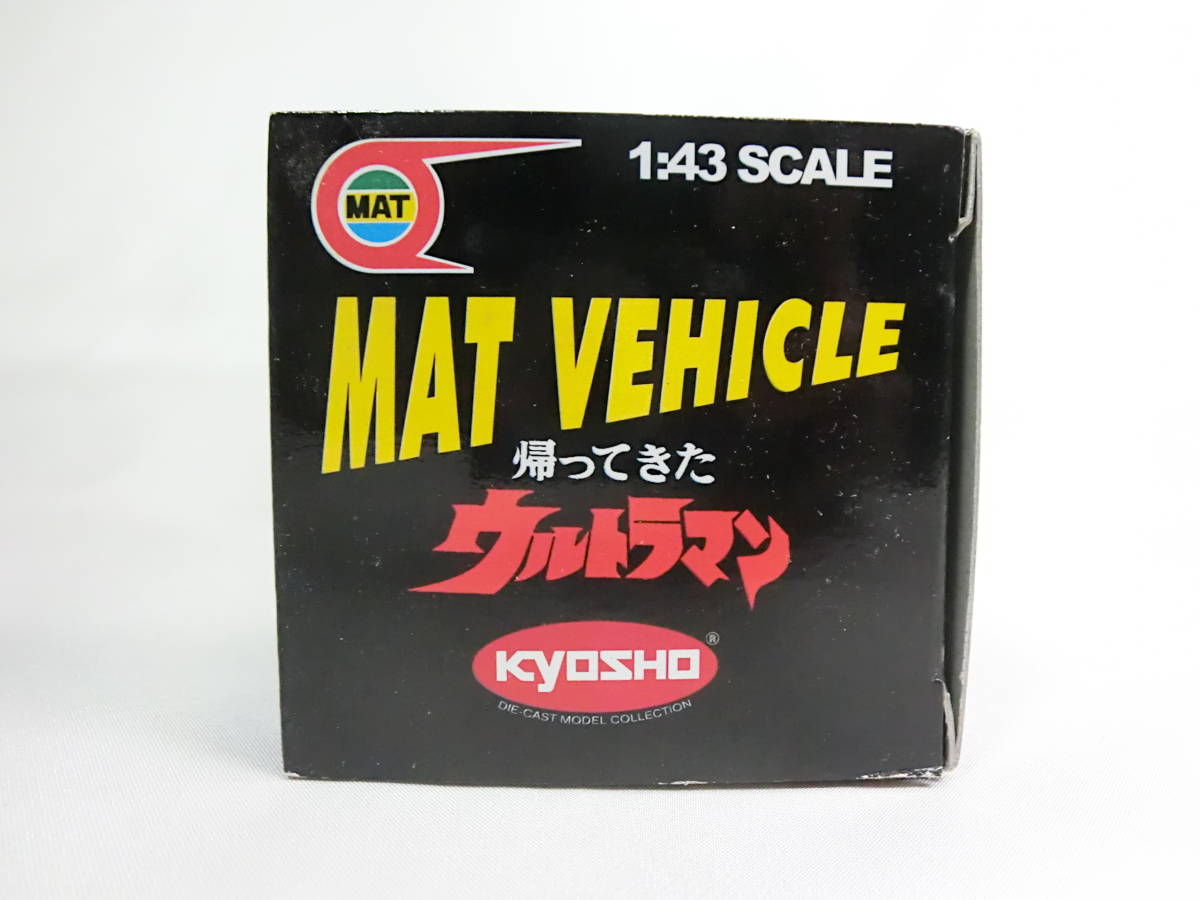 1:43 SCALE
MAT
MAT VEHICLE
帰ってきた
ウルトラマン
KYOSHO ®
DIE-CAST MODEL COLLECTION